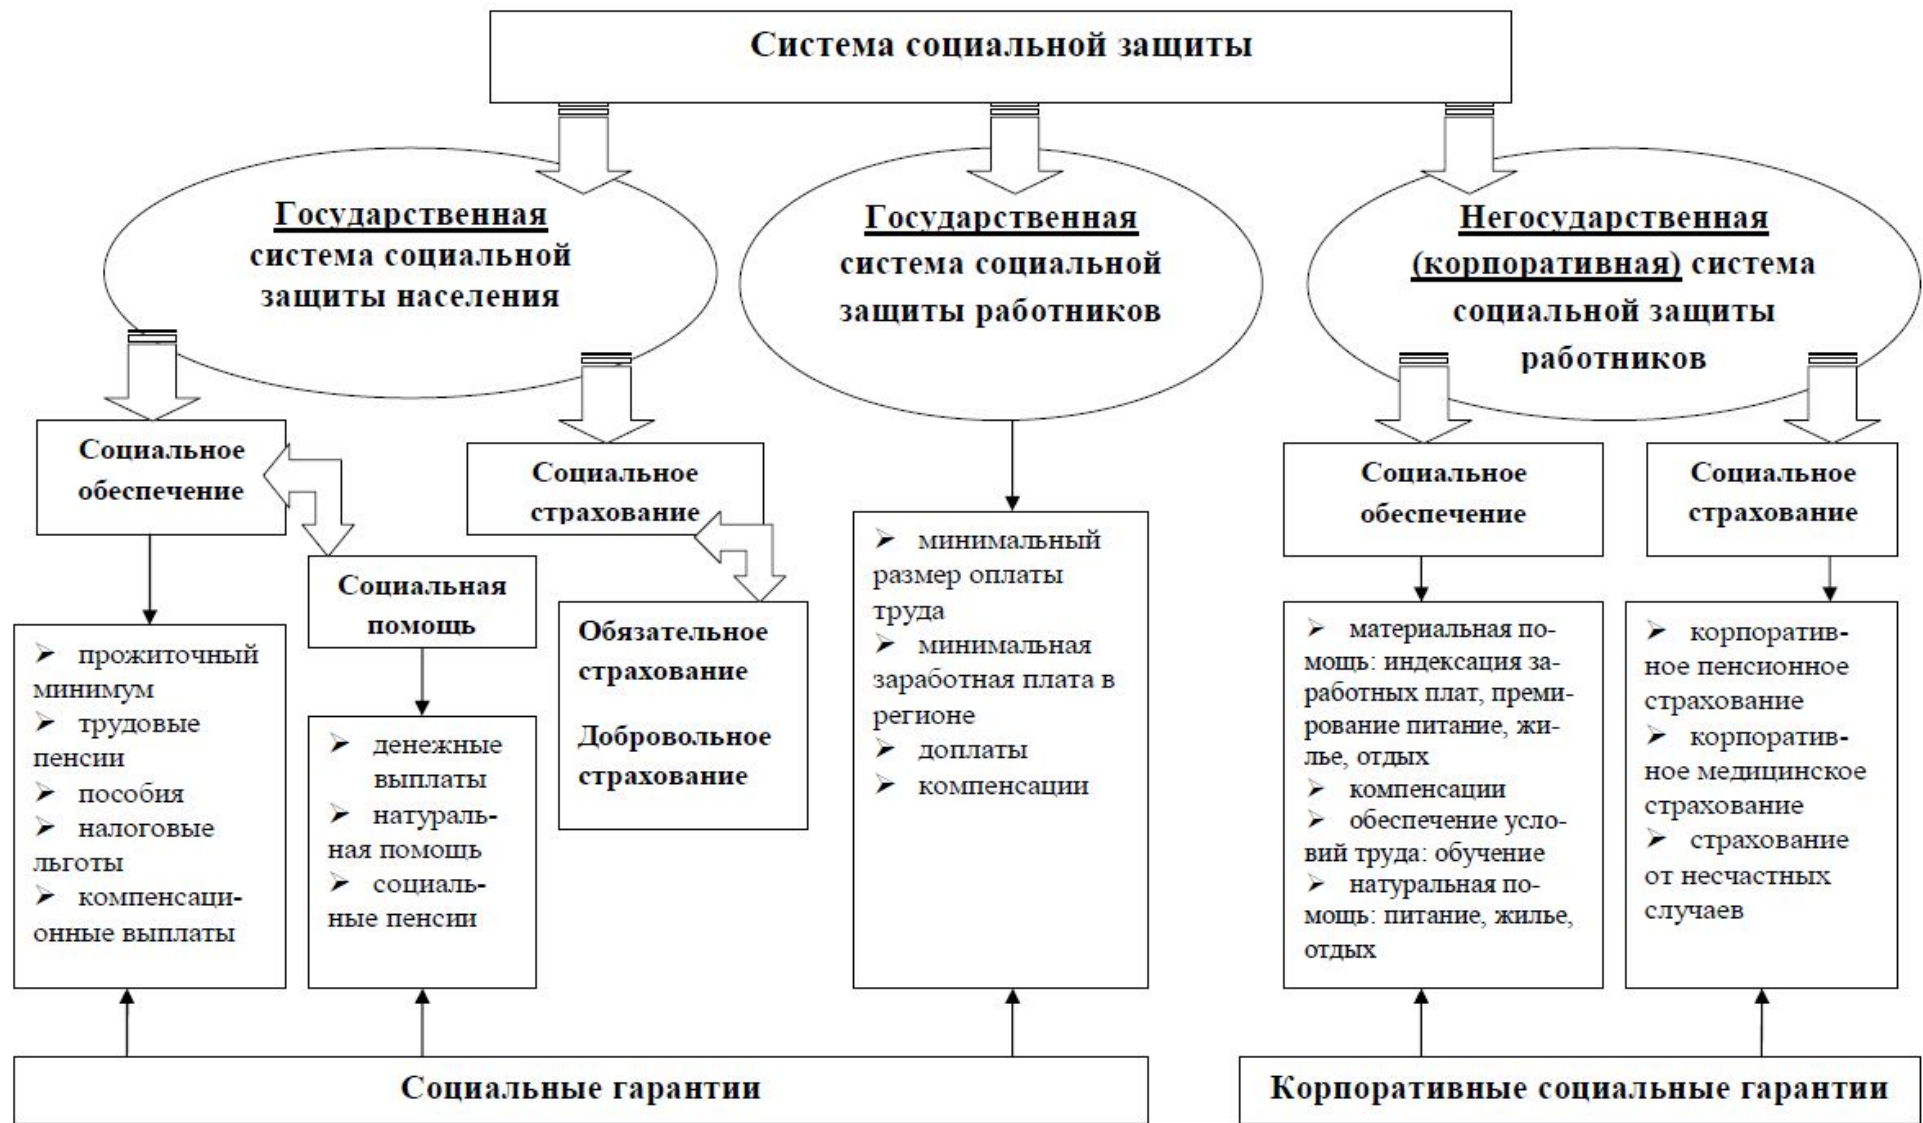 Система социальной защиты
Государственная
система социальной
защиты населения
Государственная
система социальной
защиты работников
Негосударственная
(корпоративная) система
социальной защиты
работников
Социальное
обеспечение
Социальная
помощь
Социальное
страхование
Обязательное
страхование
Добровольное
страхование
Социальное
обеспечение
Социальное
страхование
➢ прожиточный
минимум
➢ трудовые
пенсии
➢ пособия
➢ налоговые
льготы
➢ компенсаци-
онные выплаты
➢ денежные
выплаты
➢ натураль-
ная помощь
➢ социаль-
ные пенсии
➢ минимальный
размер оплаты
труда
➢ минимальная
заработная плата в
регионе
➢ доплаты
➢ компенсации
➢ материальная по-
мощь: индексация за-
работных плат, преми-
рование питание, жи-
лье, отдых
➢ компенсации
➢ обеспечение усло-
вий труда: обучение
➢ натуральная по-
мощь: питание, жилье,
отдых
➢ корпоратив-
ное пенсионное
страхование
➢ корпоратив-
ное медицинское
страхование
➢ страхование
от несчастных
случаев
Социальные гарантии
Корпоративные социальные гарантии